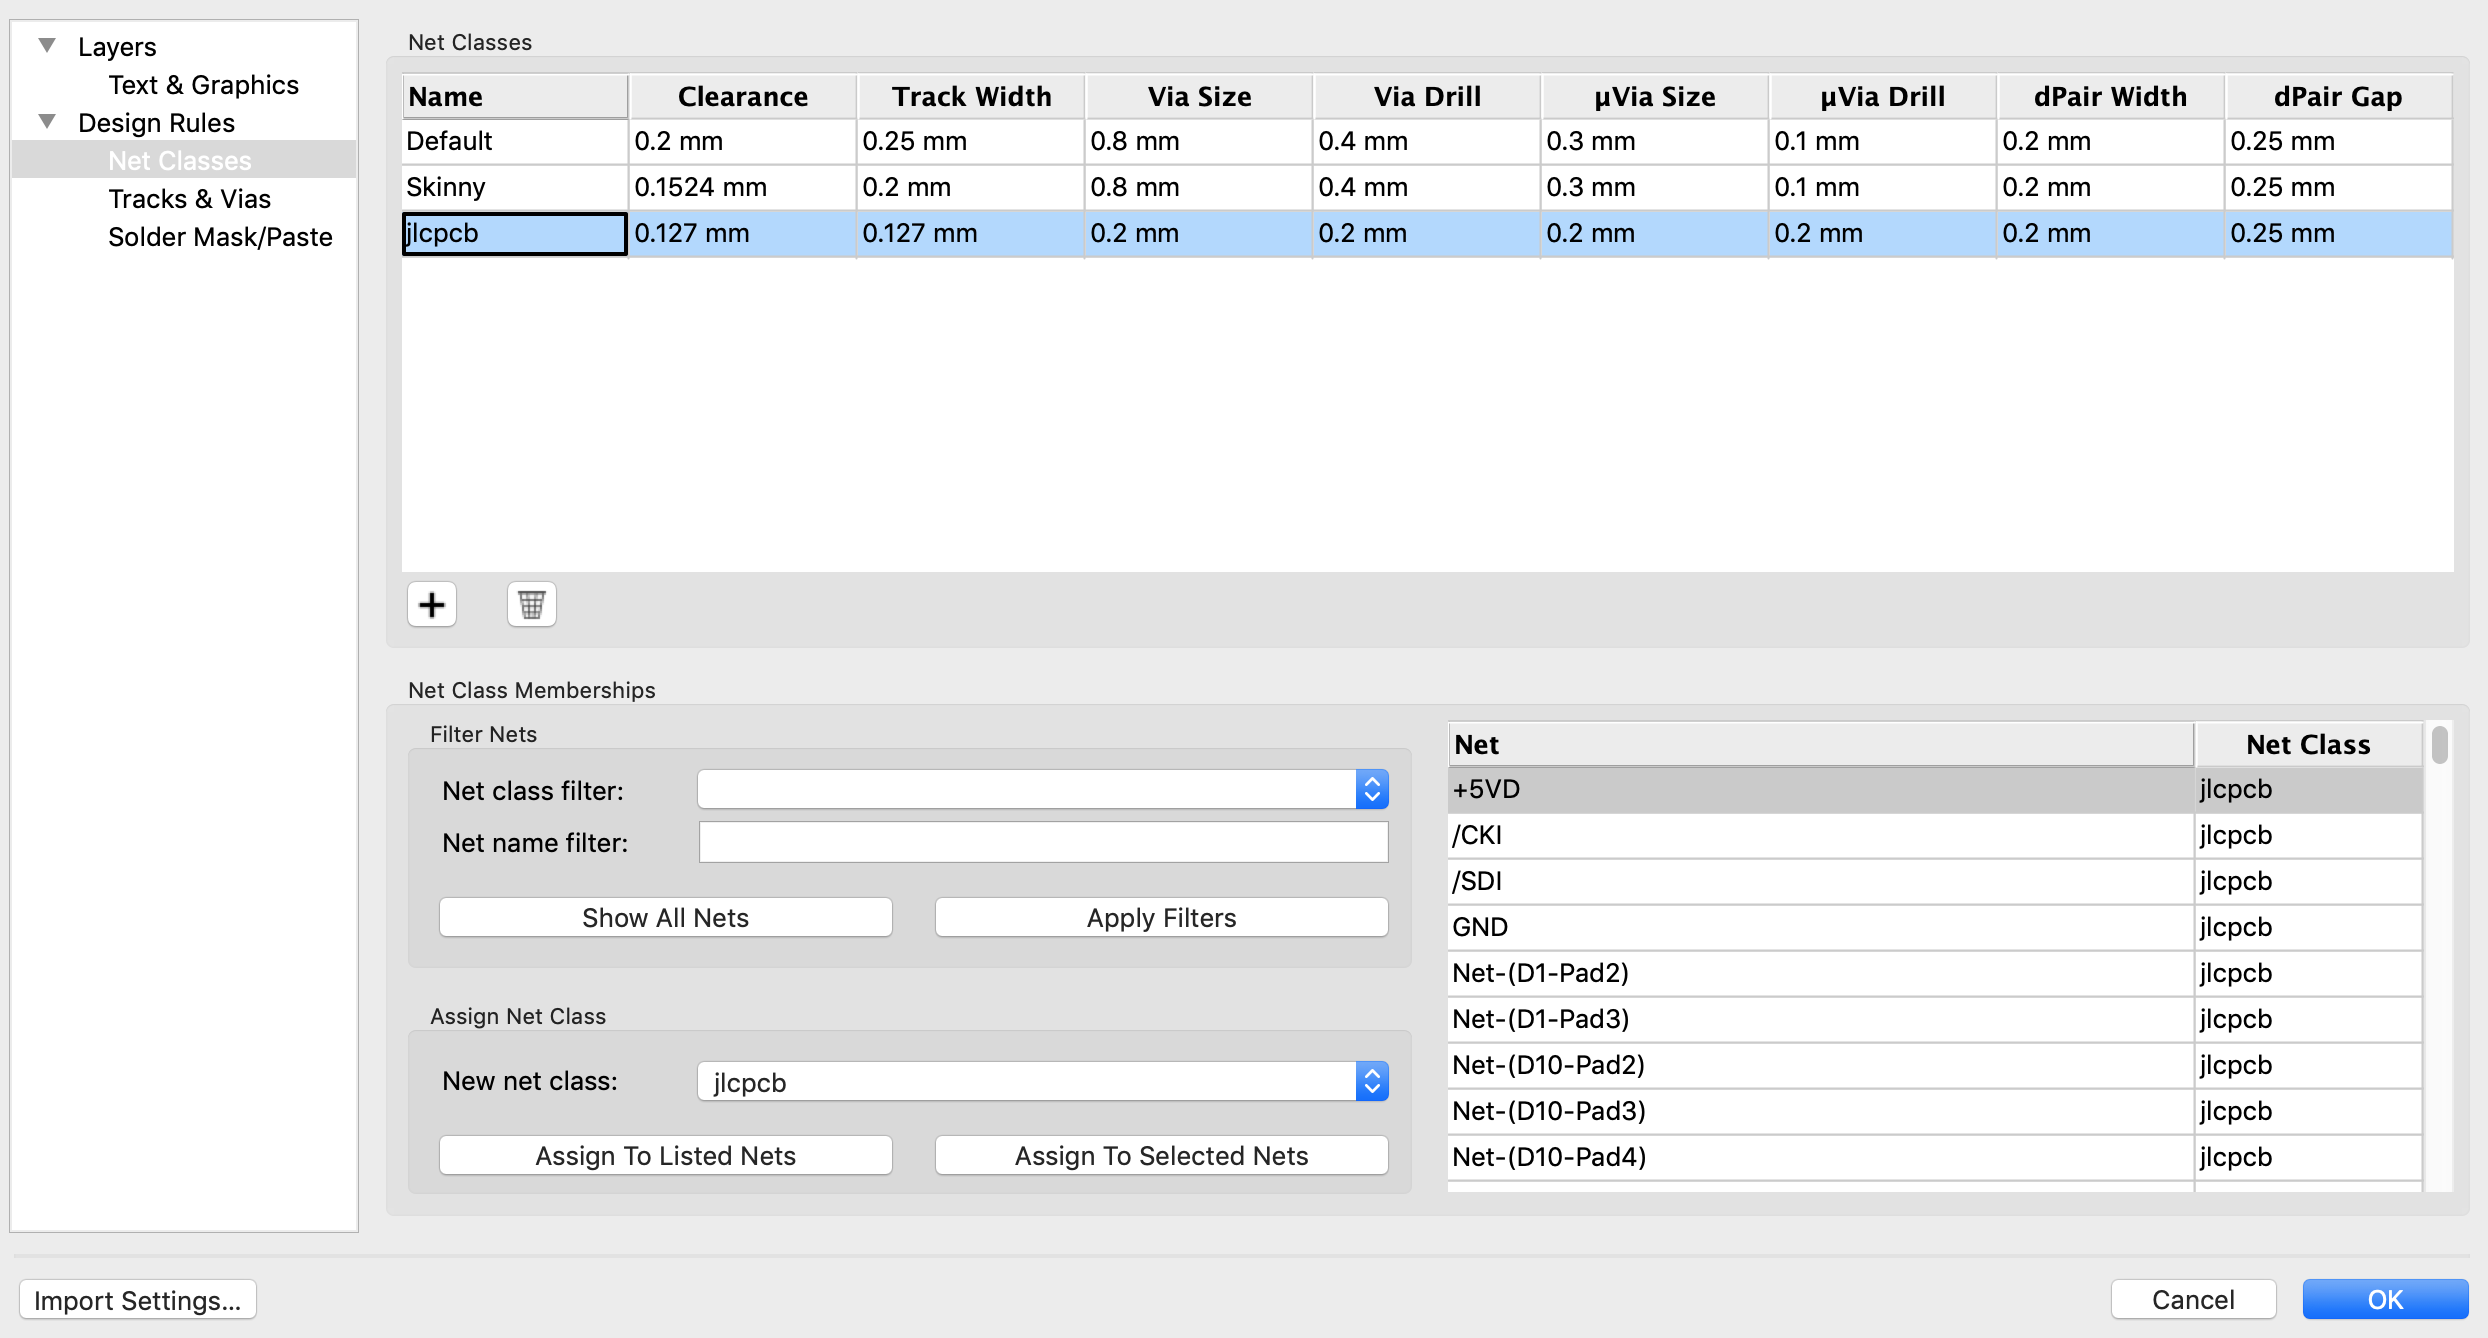 Layers
Text & Graphics
Design Rules
Net Classes
Tracks & Vias
Solder Mask/Paste
Net Classes
Name Clearance Track Width Via Size Via Drill µVia Size µVia Drill dPair Width dPair Gap
Default 0.2 mm 0.25 mm 0.8 mm 0.4 mm 0.3 mm 0.1 mm 0.2 mm 0.25 mm
Skinny 0.1524 mm 0.2 mm 0.8 mm 0.4 mm 0.3 mm 0.1 mm 0.2 mm 0.25 mm
jlcpcb 0.127 mm 0.127 mm 0.2 mm 0.2 mm 0.2 mm 0.2 mm 0.2 mm 0.25 mm
Net Class Memberships
Filter Nets
Net class filter:
Net name filter:
Show All Nets Apply Filters
Assign Net Class
New net class: jlcpcb
Assign To Listed Nets Assign To Selected Nets
Net Net Class
+5VD jlcpcb
/CKI jlcpcb
/SDI jlcpcb
GND jlcpcb
Net-(D1-Pad2) jlcpcb
Net-(D1-Pad3) jlcpcb
Net-(D10-Pad2) jlcpcb
Net-(D10-Pad3) jlcpcb
Net-(D10-Pad4) jlcpcb
Import Settings... Cancel OK